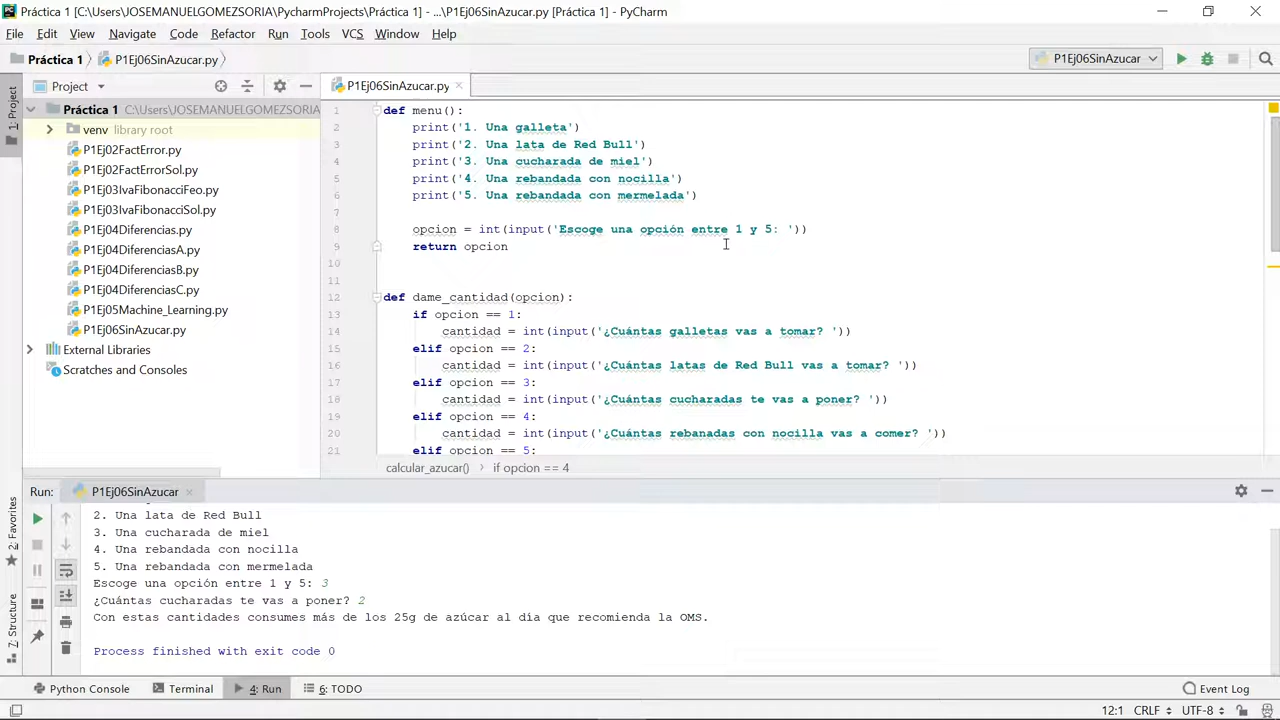 Práctica 1 [C:\Users\JOSEMANUELGOMEZSORIA\PycharmProjects\Práctica 1] - ...\P1Ej06SinAzucar.py [Práctica 1] - PyCharm
File Edit View Navigate Code Refactor Run Tools VCS Window Help
Práctica 1 P1Ej06SinAzucar.py P1Ej06SinAzucar
Project P1Ej06SinAzucar.py
1: Project
Práctica 1 C:\Users\JOSEMANUELGOMEZSORIA
venv library root
P1Ej02FactError.py
P1Ej02FactErrorSol.py
P1Ej03IvaFibonacciFeo.py
P1Ej03IvaFibonacciSol.py
P1Ej04Diferencias.py
P1Ej04DiferenciasA.py
P1Ej04DiferenciasB.py
P1Ej04DiferenciasC.py
P1Ej05Machine_Learning.py
P1Ej06SinAzucar.py
External Libraries
Scratches and Consoles
1 def menu():
2 print('1. Una galleta')
3 print('2. Una lata de Red Bull')
4 print('3. Una cucharada de miel')
5 print('4. Una rebandada con nocilla')
6 print('5. Una rebandada con mermelada')
7
8 opcion = int(input('Escoge una opción entre 1 y 5: '))
9 return opcion
10
11
12 def dame_cantidad(opcion):
13 if opcion == 1:
14 cantidad = int(input('¿Cuántas galletas vas a tomar? '))
15 elif opcion == 2:
16 cantidad = int(input('¿Cuántas latas de Red Bull vas a tomar? '))
17 elif opcion == 3:
18 cantidad = int(input('¿Cuántas cucharadas te vas a poner? '))
19 elif opcion == 4:
20 cantidad = int(input('¿Cuántas rebanadas con nocilla vas a comer? '))
21 elif opcion == 5:
calcular_azucar() if opcion == 4
Run: P1Ej06SinAzucar
2. Una lata de Red Bull
3. Una cucharada de miel
4. Una rebandada con nocilla
5. Una rebandada con mermelada
Escoge una opción entre 1 y 5: 3
¿Cuántas cucharadas te vas a poner? 2
Con estas cantidades consumes más de los 25g de azúcar al día que recomienda la OMS.
Process finished with exit code 0
2: Favorites
7: Structure
Python Console Terminal 4: Run 6: TODO Event Log
12:1 CRLF UTF-8